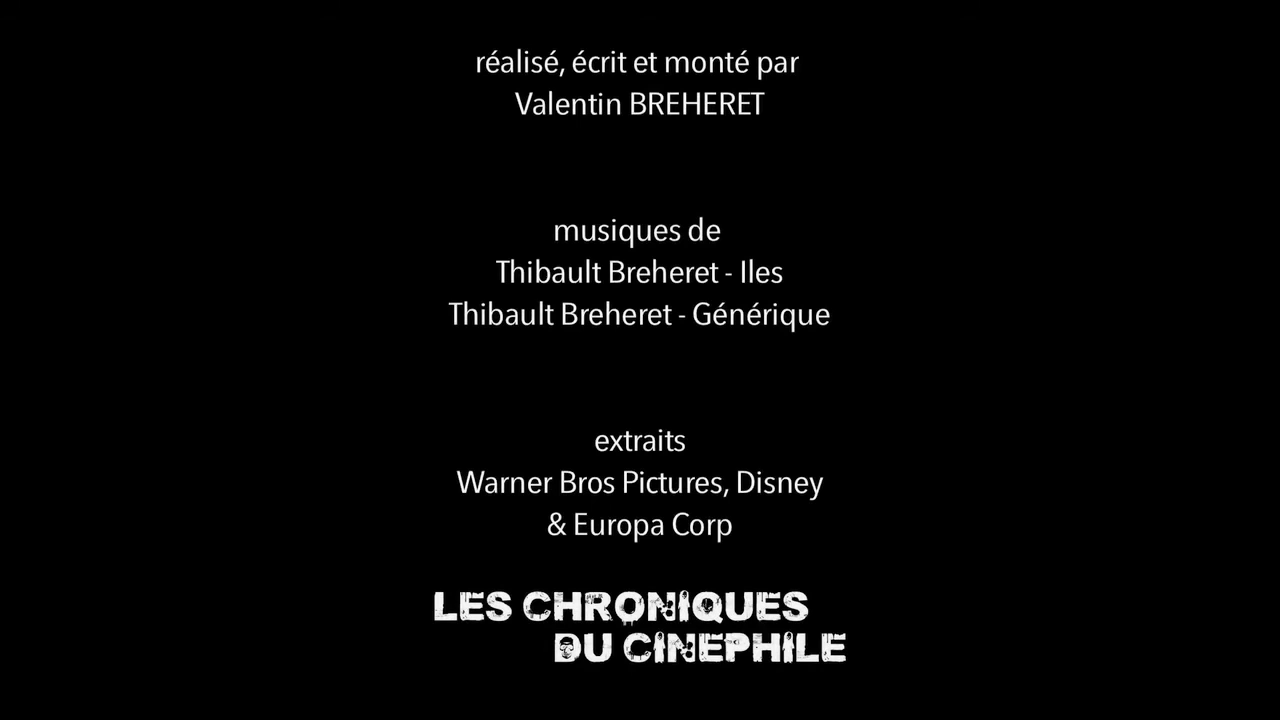 réalisé, écrit et monté par
Valentin BREHERET
musiques de
Thibault Breheret - Iles
Thibault Breheret - Générique
extraits
Warner Bros Pictures, Disney
& Europa Corp
LES CHRONIQUES
DU CINEPHILE